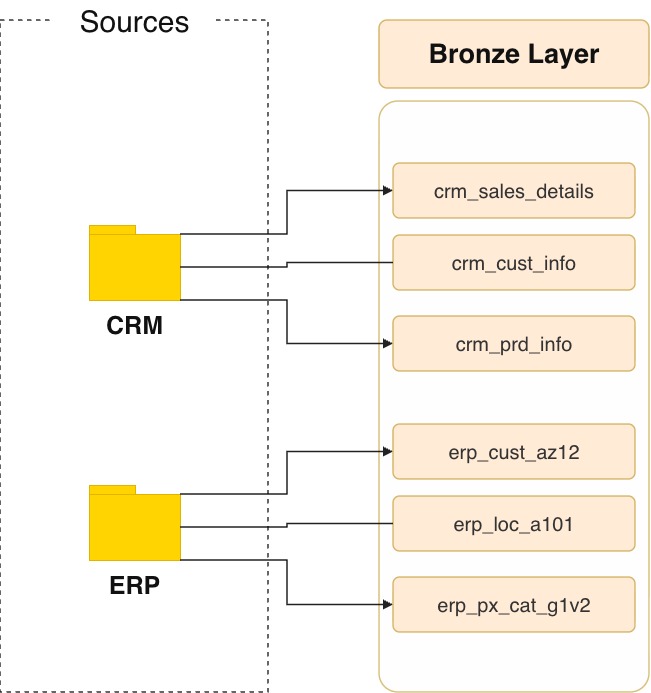 Sources
Bronze Layer
crm_sales_details
crm_cust_info
CRM
crm_prd_info
erp_cust_az12
erp_loc_a101
ERP
erp_px_cat_g1v2